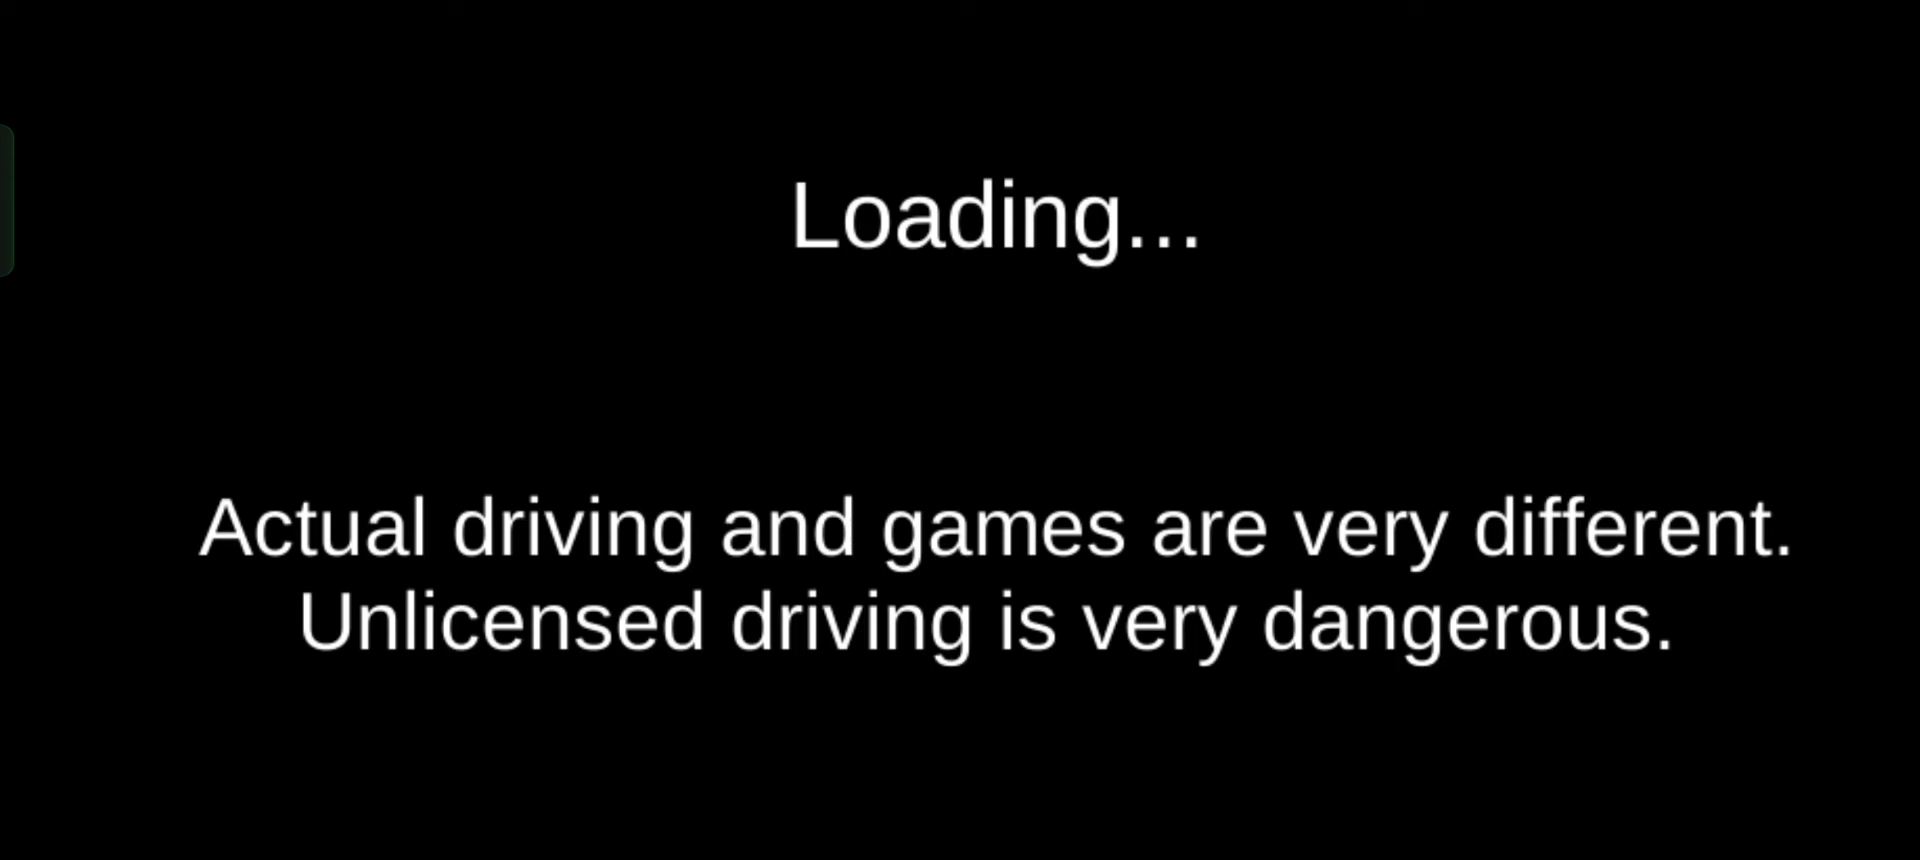 Loading...
Actual driving and games are very different.
Unlicensed driving is very dangerous.